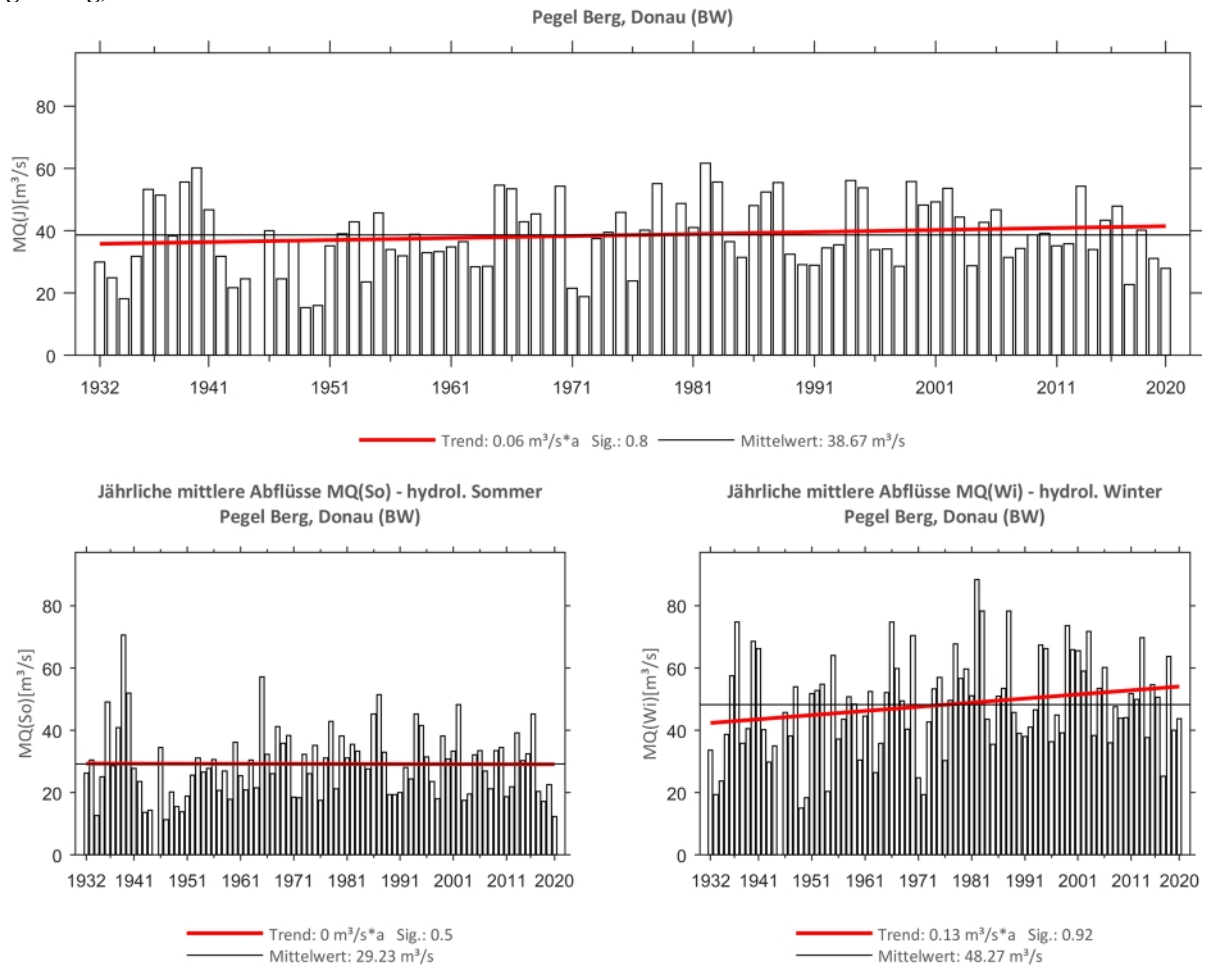 Pegel Berg, Donau (BW)
MQ(J)[m³/s]
80
60
40
20
0
1932 1941 1951 1961 1971 1981 1991 2001 2011 2020
Trend: 0.06 m³/s*a Sig.: 0.8 Mittelwert: 38.67 m³/s
Jährliche mittlere Abflüsse MQ(So) - hydrol. Sommer
Pegel Berg, Donau (BW)
MQ(So)[m³/s]
80
60
40
20
0
1932 1941 1951 1961 1971 1981 1991 2001 2011 2020
Trend: 0 m³/s*a Sig.: 0.5
Mittelwert: 29.23 m³/s
Jährliche mittlere Abflüsse MQ(Wi) - hydrol. Winter
Pegel Berg, Donau (BW)
MQ(Wi)[m³/s]
80
60
40
20
0
1932 1941 1951 1961 1971 1981 1991 2001 2011 2020
Trend: 0.13 m³/s*a Sig.: 0.92
Mittelwert: 48.27 m³/s